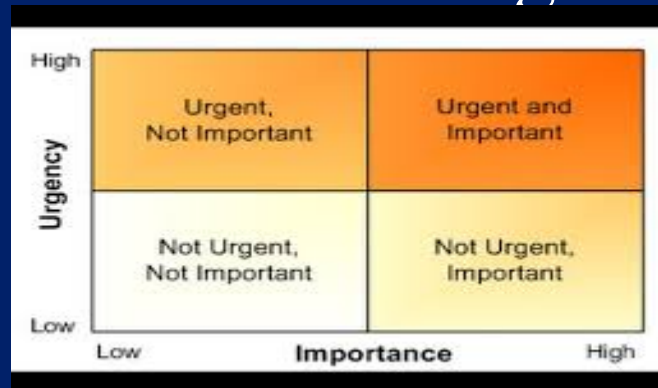 High
Urgent,
Not Important
Urgent and
Important
Urgency
Not Urgent,
Not Important
Not Urgent,
Important
Low
Low
Importance
High